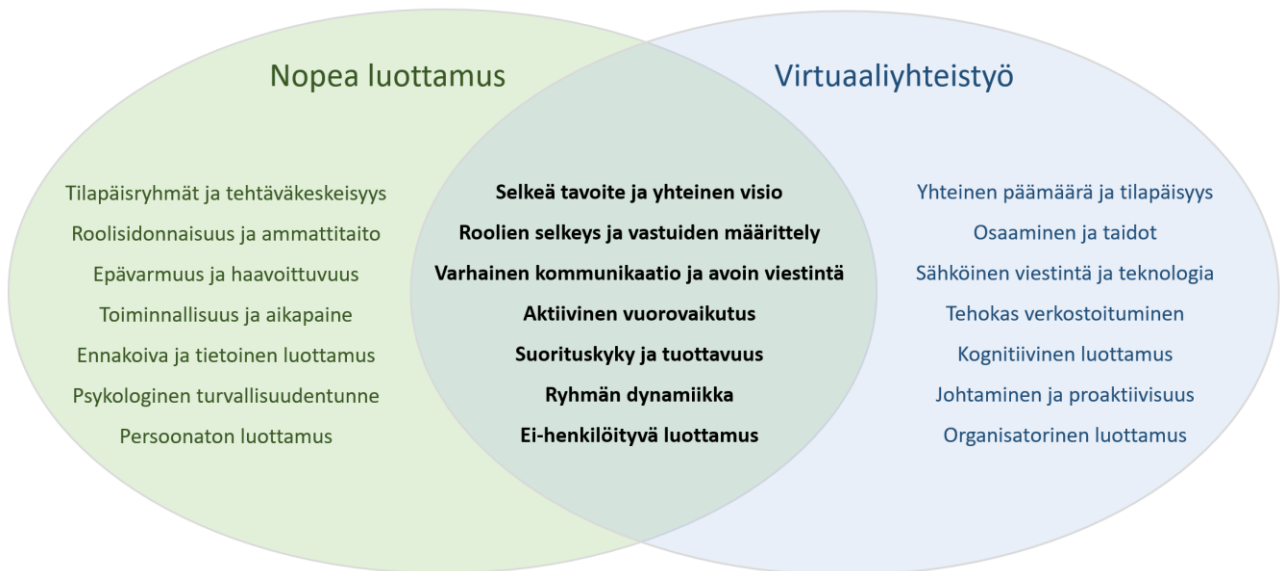 Nopea luottamus
Tilapäisryhmät ja tehtäväkeskeisyys
Roolisidonnaisuus ja ammattitaito
Epävarmuus ja haavoittuvuus
Toiminnallisuus ja aikapaine
Ennakoiva ja tietoinen luottamus
Psykologinen turvallisuudentunne
Persoonaton luottamus
Selkeä tavoite ja yhteinen visio
Roolien selkeys ja vastuiden määrittely
Varhainen kommunikaatio ja avoin viestintä
Aktiivinen vuorovaikutus
Suorituskyky ja tuottavuus
Ryhmän dynamiikka
Ei-henkilöityvä luottamus
Virtuaaliyhteistyö
Yhteinen päämäärä ja tilapäisyys
Osaaminen ja taidot
Sähköinen viestintä ja teknologia
Tehokas verkostoituminen
Kognitiivinen luottamus
Johtaminen ja proaktiivisuus
Organisatorinen luottamus